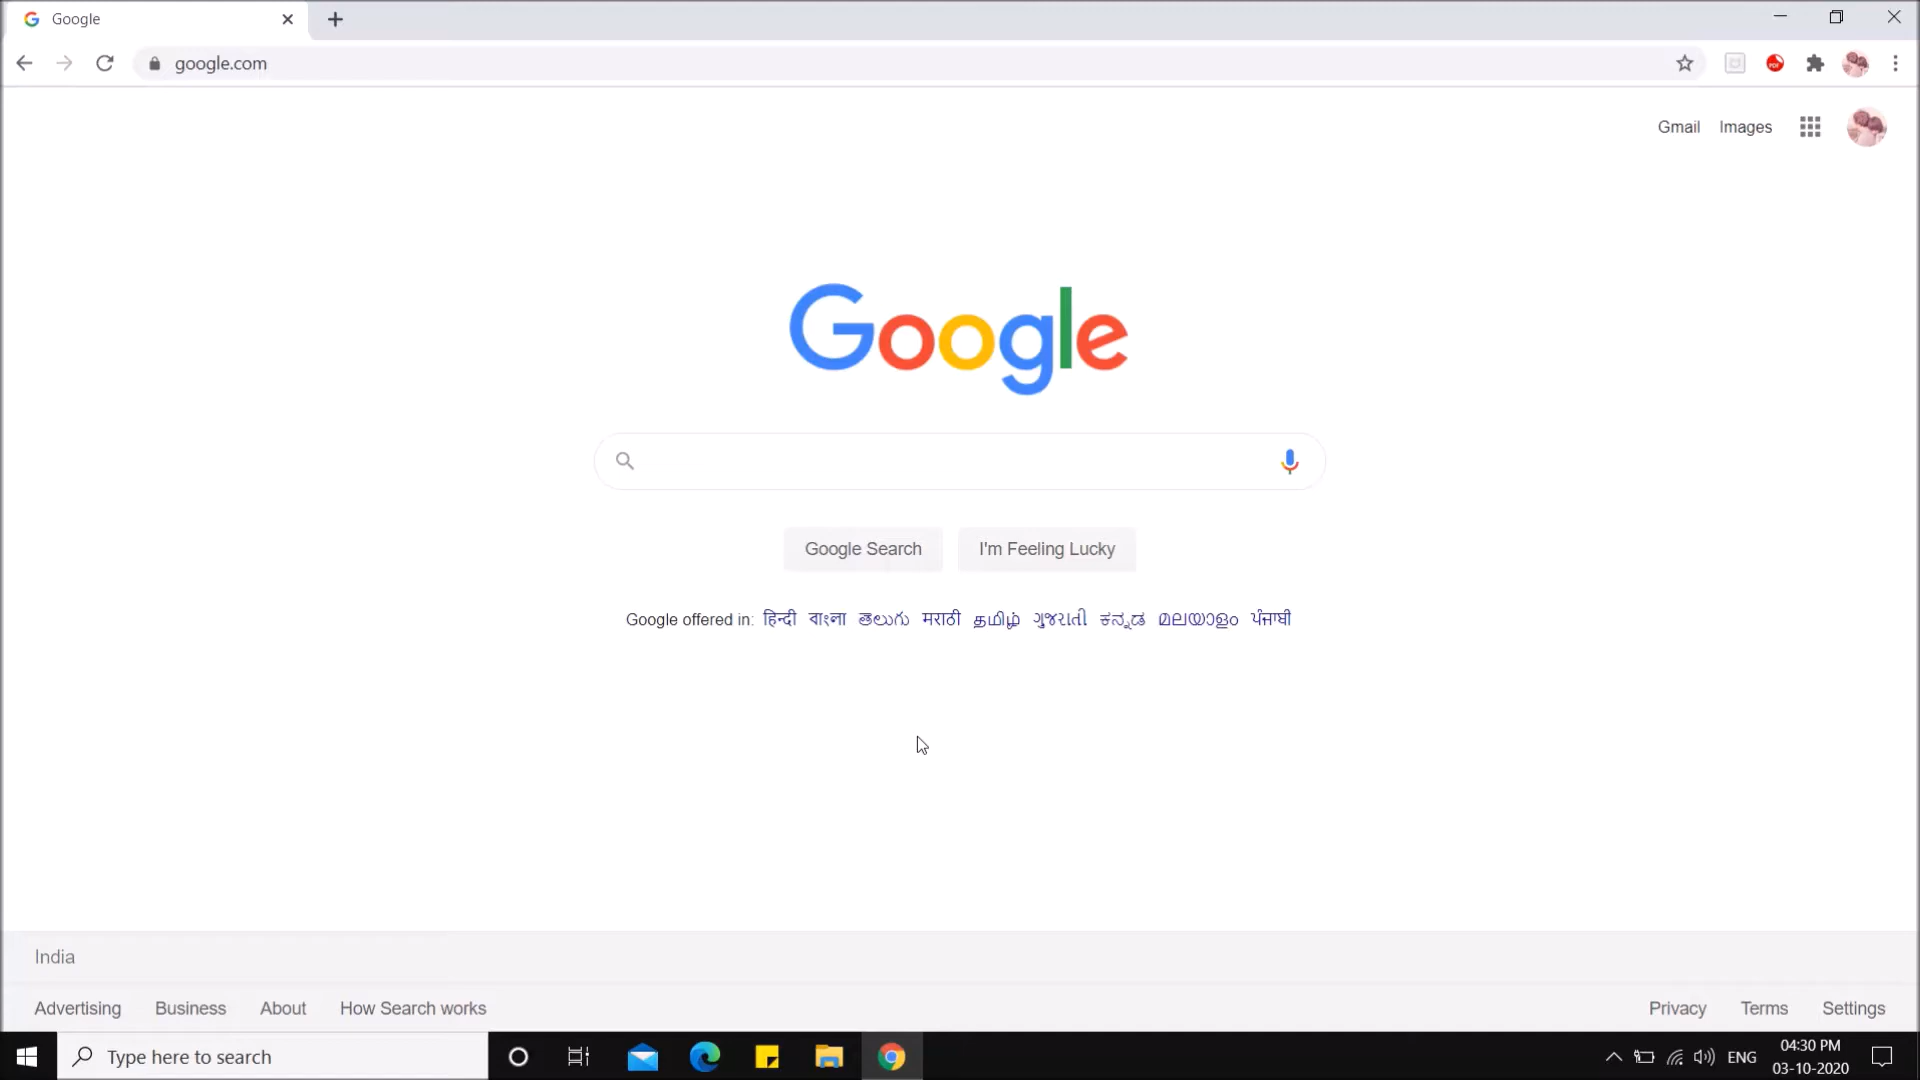 Google
google.com
Gmail Images
Google
Google Search I'm Feeling Lucky
Google offered in: हिन्दी বাংলা తెలుగు मराठी தமிழ் ગુજરાતી ಕನ್ನಡ മലയാളം ਪੰਜਾਬੀ
India
Advertising Business About How Search works Privacy Terms Settings
Type here to search ENG 04:30 PM
03-10-2020